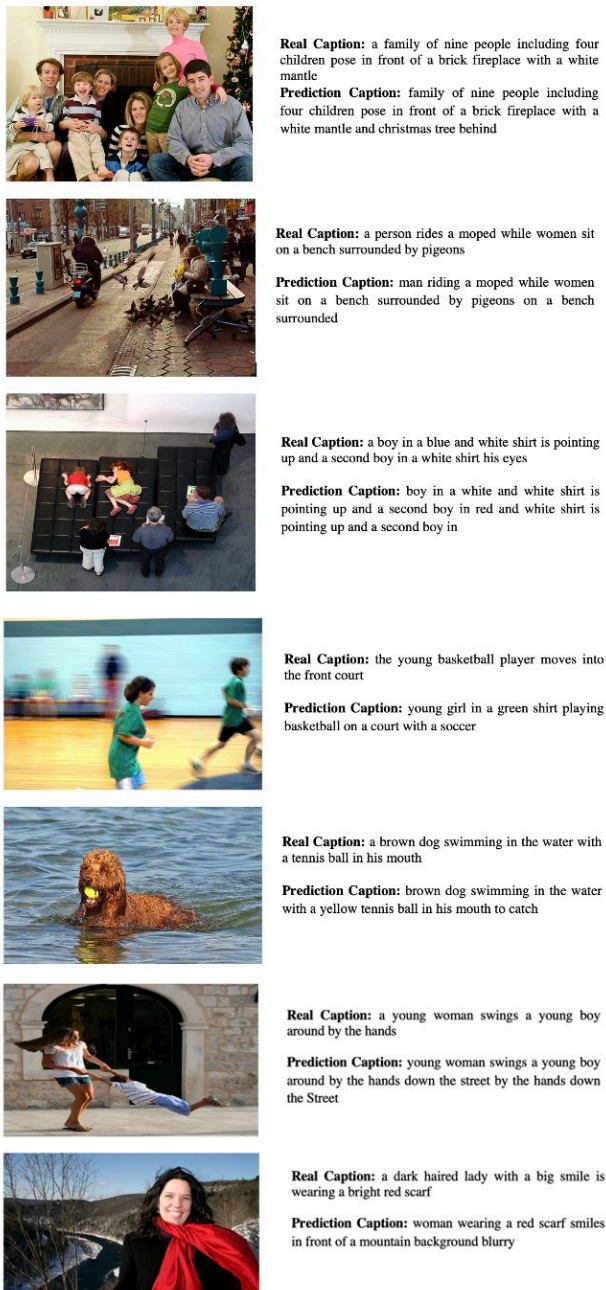 Real Caption: a family of nine people including four
children pose in front of a brick fireplace with a white
mantle
Prediction Caption: family of nine people including
four children pose in front of a brick fireplace with a
white mantle and christmas tree behind
Real Caption: a person rides a moped while women sit
on a bench surrounded by pigeons
Prediction Caption: man riding a moped while women
sit on a bench surrounded by pigeons on a bench
surrounded
Real Caption: a boy in a blue and white shirt is pointing
up and a second boy in a white shirt his eyes
Prediction Caption: boy in a white and white shirt is
pointing up and a second boy in red and white shirt is
pointing up and a second boy in
Real Caption: the young basketball player moves into
the front court
Prediction Caption: young girl in a green shirt playing
basketball on a court with a soccer
Real Caption: a brown dog swimming in the water with
a tennis ball in his mouth
Prediction Caption: brown dog swimming in the water
with a yellow tennis ball in his mouth to catch
Real Caption: a young woman swings a young boy
around by the hands
Prediction Caption: young woman swings a young boy
around by the hands down the street by the hands down
the Street
Real Caption: a dark haired lady with a big smile is
wearing a bright red scarf
Prediction Caption: woman wearing a red scarf smiles
in front of a mountain background blurry